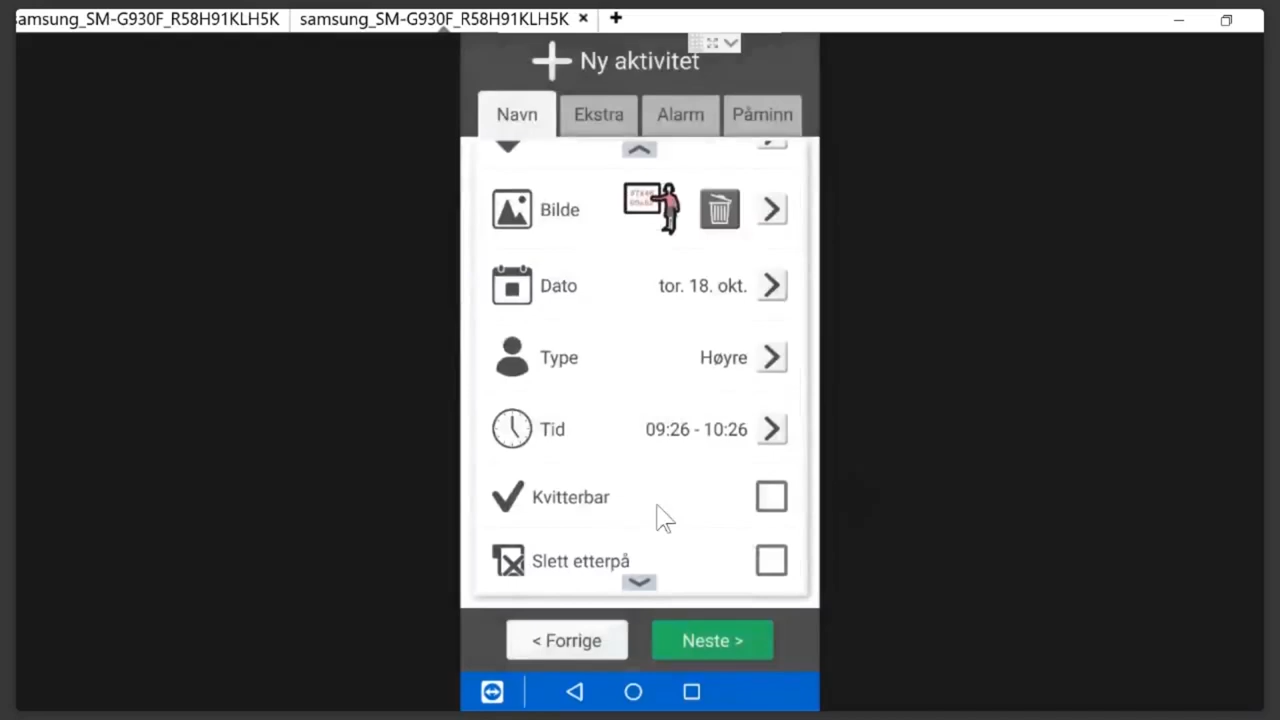 amsung_SM-G930F_R58H91KLH5K samsung_SM-G930F_R58H91KLH5K
Ny aktivitet
Navn Ekstra Alarm Påminn
Bilde
Dato tor. 18. okt.
Type Høyre
Tid 09:26 - 10:26
Kvitterbar
Slett etterpå
< Forrige Neste >